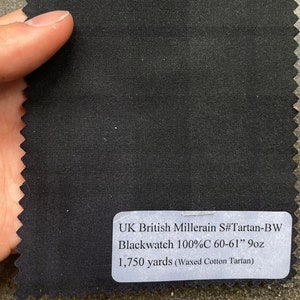 UK British Millerain S#Tartan-BW
Blackwatch 100%C 60-61” 9oz
1,750 yards (Waxed Cotton Tartan)